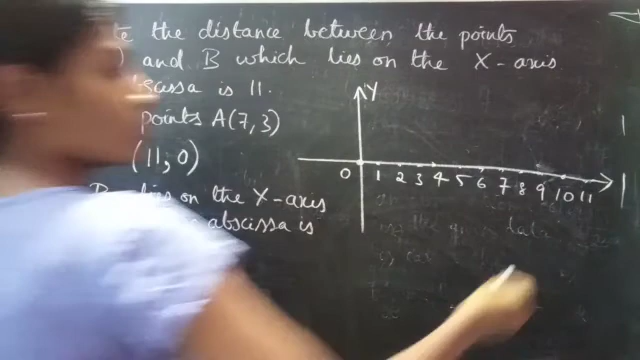 the distance between the points
) and B which lies on the X-axis
is 11.
points A(7, 3)
(11, 0)
lies on the X-axis
abscissa is
Y
0 1 2 3 4 5 6 7 8 9 10 11